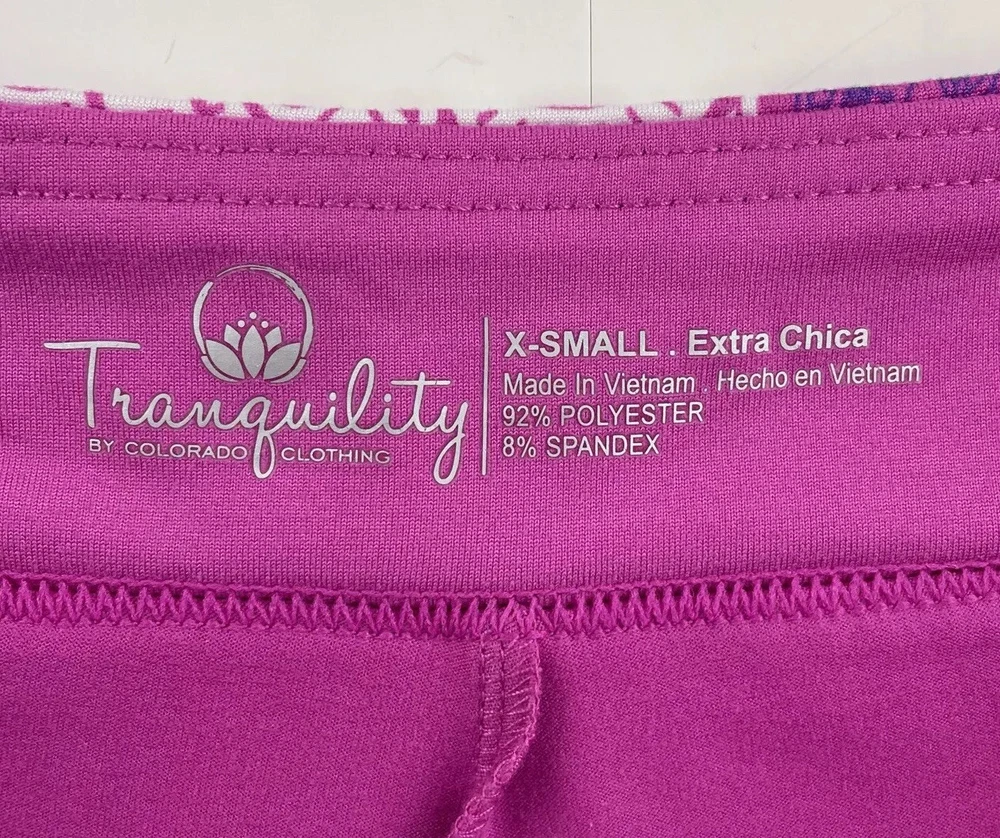 Tranquility
BY COLORADO CLOTHING
X-SMALL . Extra Chica
Made In Vietnam . Hecho en Vietnam
92% POLYESTER
8% SPANDEX